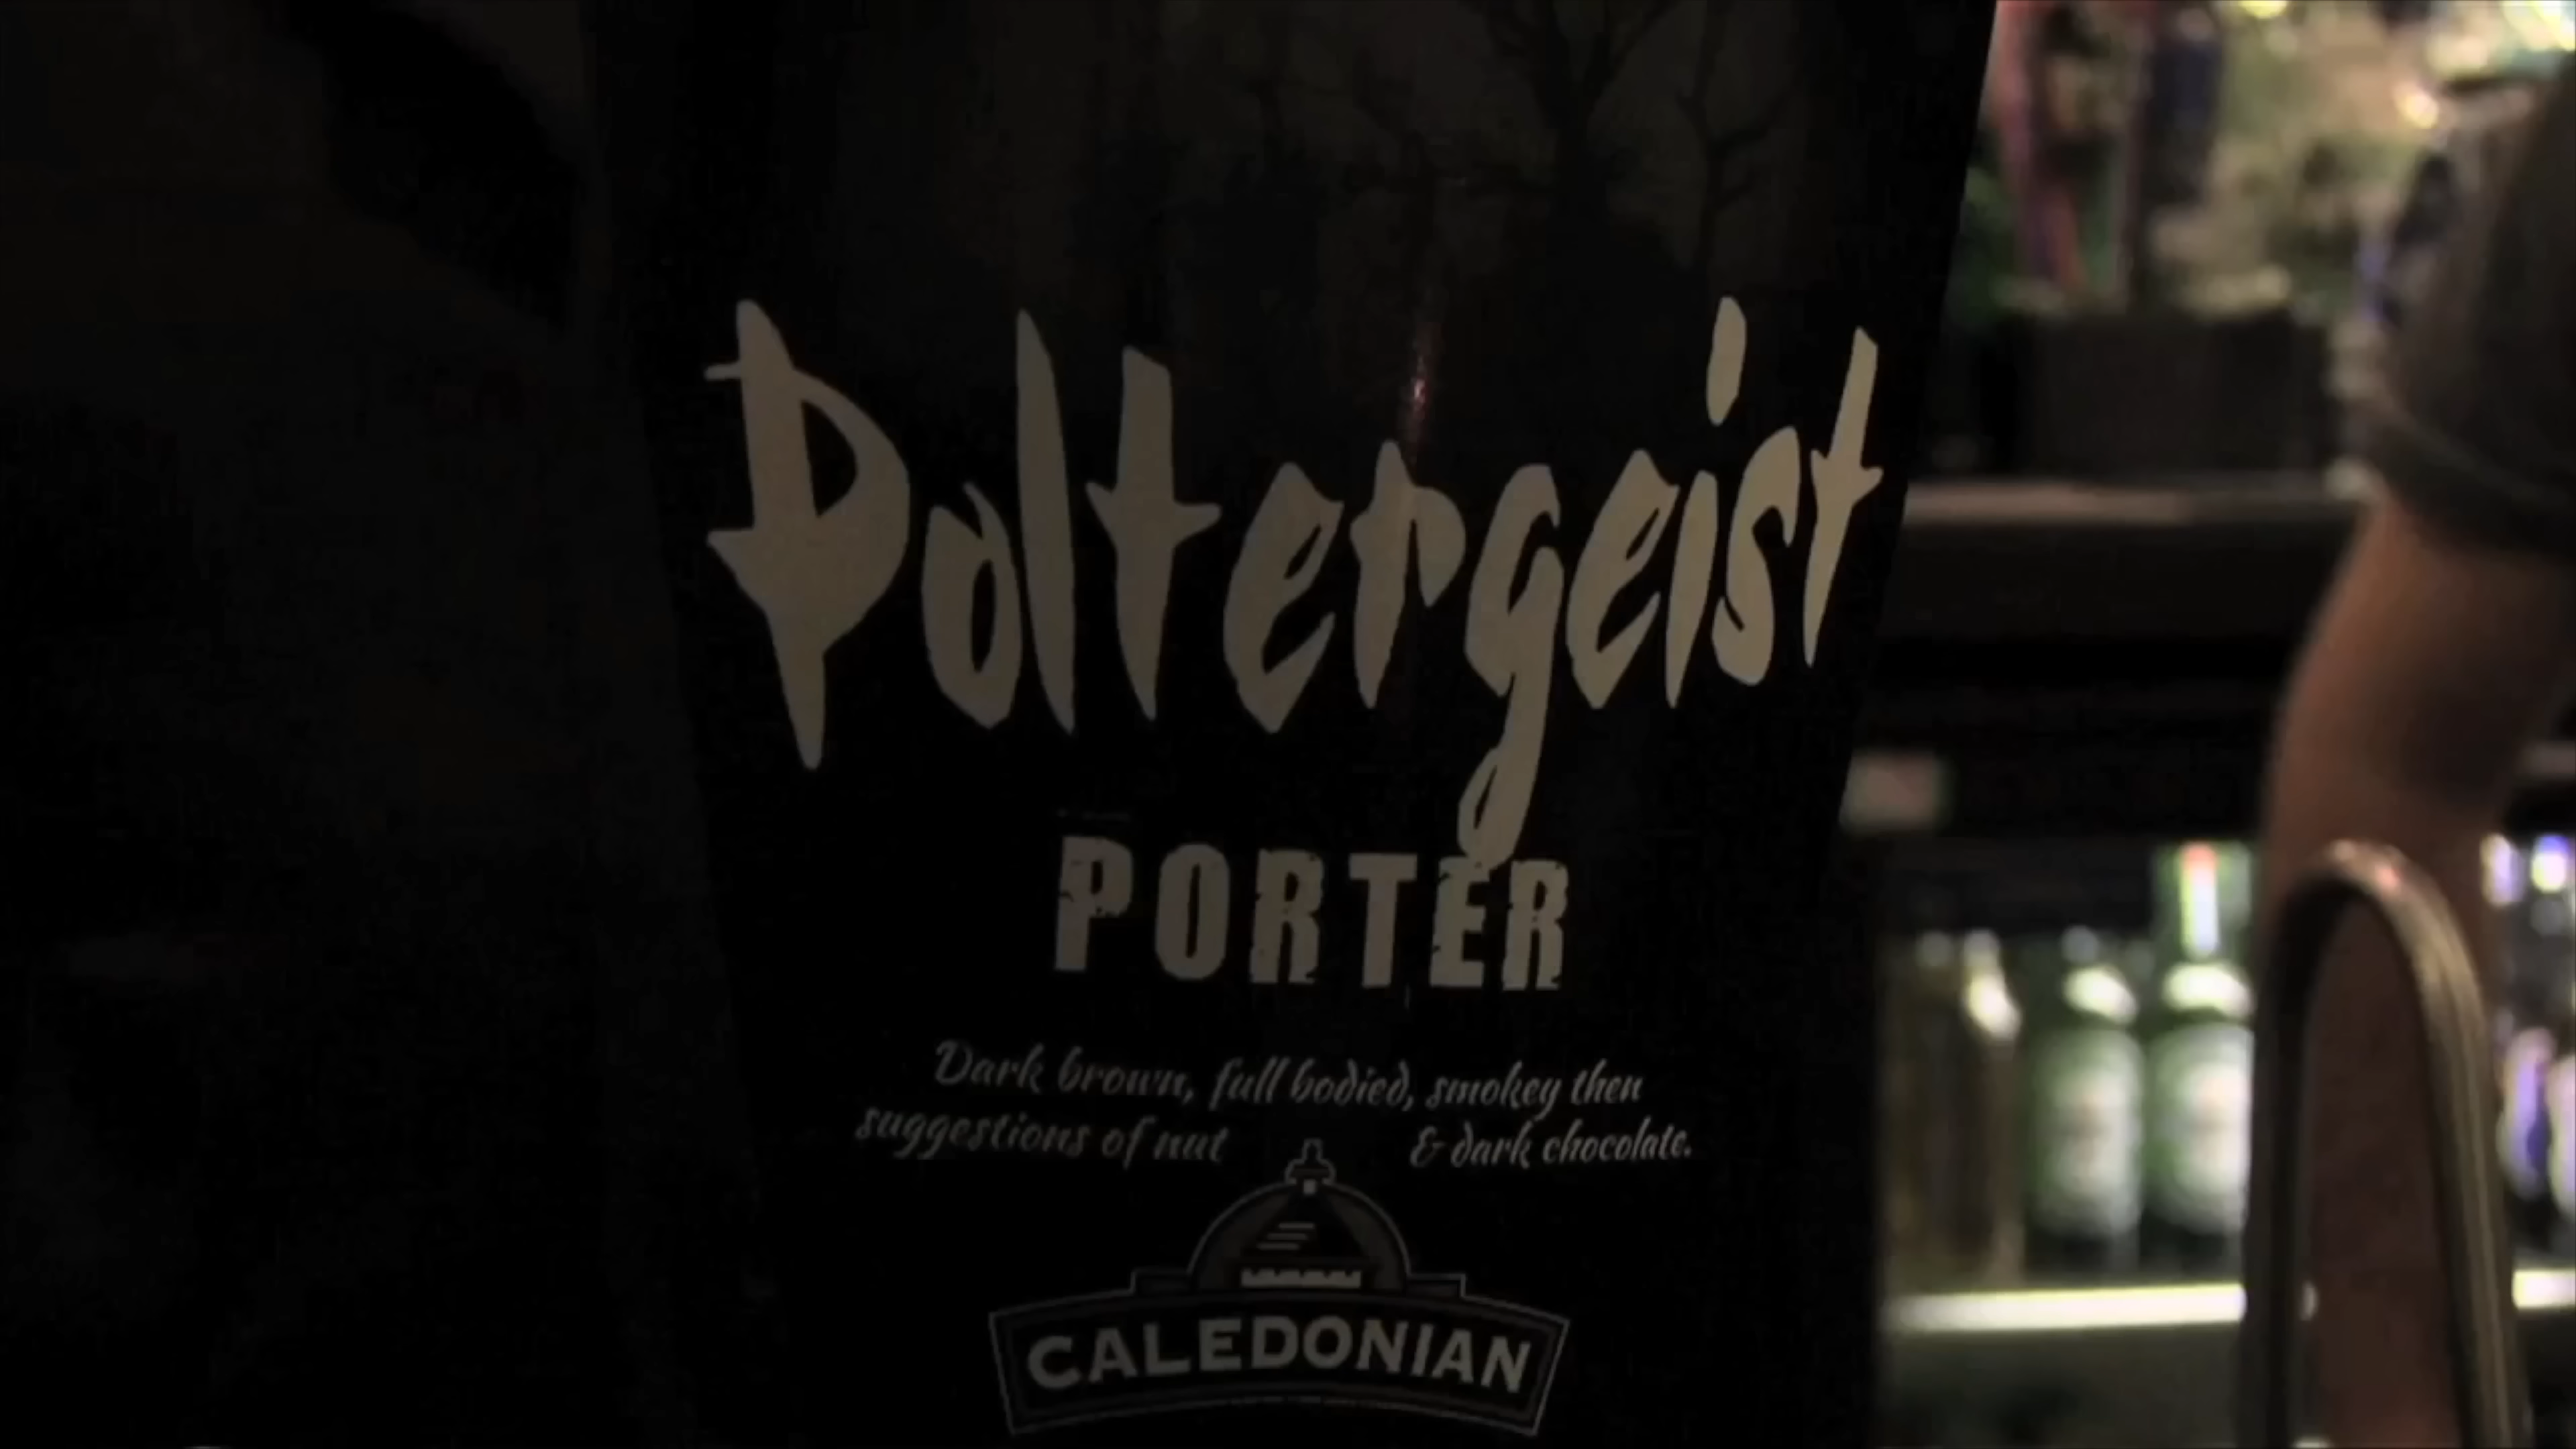 Poltergeist
PORTER
Dark brown, full bodied, smokey then
suggestions of nut & dark chocolate.
CALEDONIAN